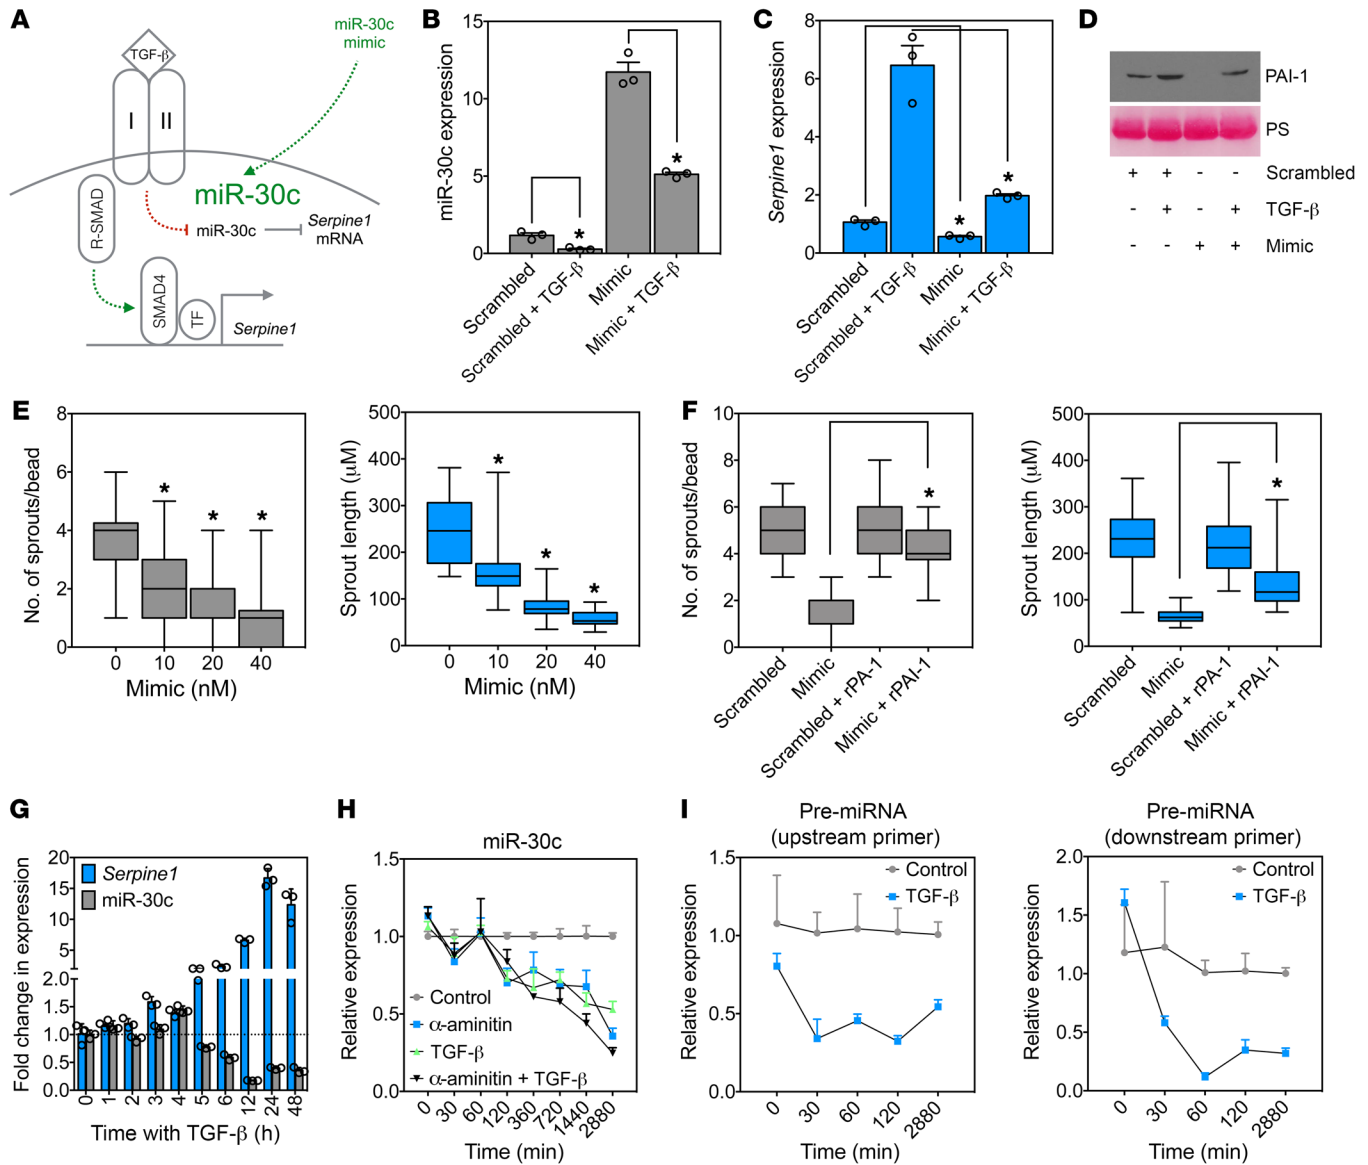 A
TGF-β
I
II
miR-30c
mimic
miR-30c
R-SMAD
miR-30c
Serpine1
mRNA
SMAD4
TF
Serpine1
B
miR-30c expression
15
10
5
0
*
*
Scrambled
Scrambled + TGF-β
Mimic
Mimic + TGF-β
C
Serpine1 expression
8
6
4
2
0
*
*
Scrambled
Scrambled + TGF-β
Mimic
Mimic + TGF-β
D
PAI-1
PS
+ + - - Scrambled
- + - + TGF-β
- - + + Mimic
E
No. of sprouts/bead
8
6
4
2
0
* * *
0 10 20 40
Mimic (nM)
Sprout length (µM)
500
400
300
200
100
0
* * *
0 10 20 40
Mimic (nM)
F
No. of sprouts/bead
10
8
6
4
2
0
*
Scrambled
Mimic
Scrambled + rPA-1
Mimic + rPAI-1
Sprout length (µM)
500
400
300
200
100
0
*
Scrambled
Mimic
Scrambled + rPA-1
Mimic + rPAI-1
G
Fold change in expression
20
15
10
5
2.0
1.5
1.0
0.5
0.0
Serpine1
miR-30c
0 1 2 3 4 5 6 12 24 48
Time with TGF-β (h)
H
miR-30c
Relative expression
1.5
1.0
0.5
0.0
Control
α-aminitin
TGF-β
α-aminitin + TGF-β
0 30 60 120 360 720 1440 2880
Time (min)
I
Pre-miRNA
(upstream primer)
Relative expression
1.5
1.0
0.5
0.0
Control
TGF-β
0 30 60 120 2880
Time (min)
Pre-miRNA
(downstream primer)
Relative expression
2.0
1.5
1.0
0.5
0.0
Control
TGF-β
0 30 60 120 2880
Time (min)